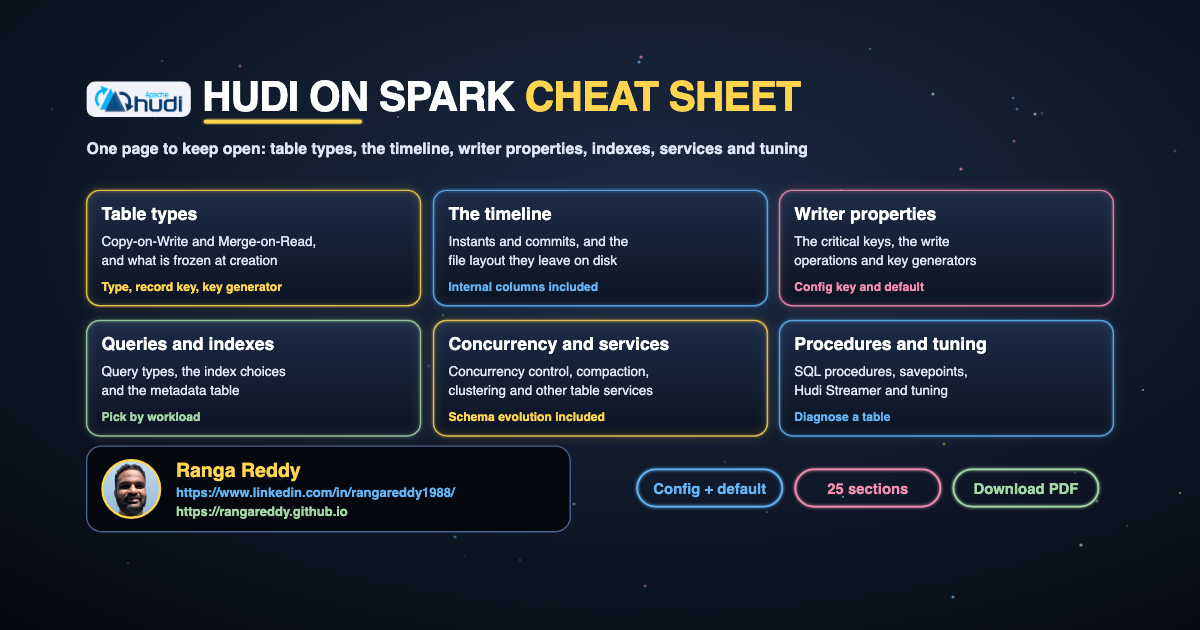 Apache
hudi
HUDI ON SPARK CHEAT SHEET
One page to keep open: table types, the timeline, writer properties, indexes, services and tuning
Table types
Copy-on-Write and Merge-on-Read,
and what is frozen at creation
Type, record key, key generator
The timeline
Instants and commits, and the
file layout they leave on disk
Internal columns included
Writer properties
The critical keys, the write
operations and key generators
Config key and default
Queries and indexes
Query types, the index choices
and the metadata table
Pick by workload
Concurrency and services
Concurrency control, compaction,
clustering and other table services
Schema evolution included
Procedures and tuning
SQL procedures, savepoints,
Hudi Streamer and tuning
Diagnose a table
Ranga Reddy
https://www.linkedin.com/in/rangareddy1988/
https://rangareddy.github.io
Config + default
25 sections
Download PDF